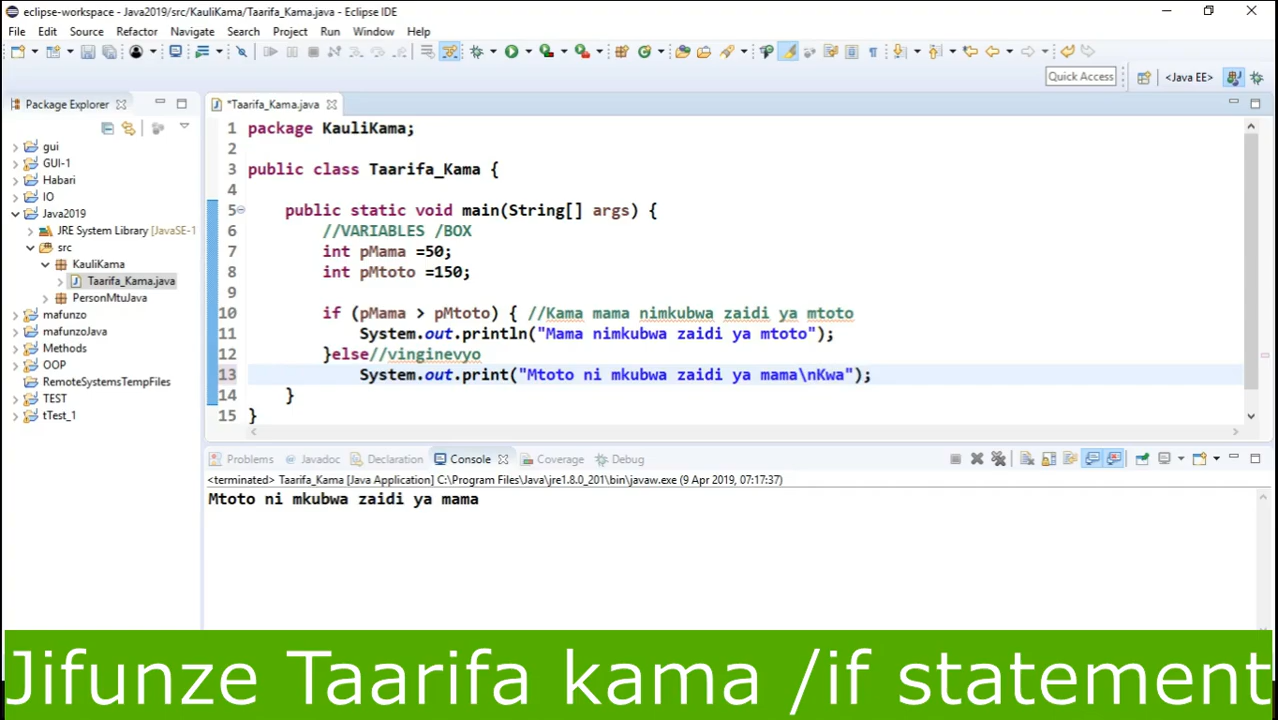 eclipse-workspace - Java2019/src/KauliKama/Taarifa_Kama.java - Eclipse IDE
File Edit Source Refactor Navigate Search Project Run Window Help
Quick Access
<Java EE>
Package Explorer
gui
GUI-1
Habari
IO
Java2019
JRE System Library [JavaSE-1
src
KauliKama
Taarifa_Kama.java
PersonMtuJava
mafunzo
mafunzoJava
Methods
OOP
RemoteSystemsTempFiles
TEST
tTest_1
*Taarifa_Kama.java
1 package KauliKama;
2
3 public class Taarifa_Kama {
4
5 public static void main(String[] args) {
6 //VARIABLES /BOX
7 int pMama =50;
8 int pMtoto =150;
9
10 if (pMama > pMtoto) { //Kama mama nimkubwa zaidi ya mtoto
11 System.out.println("Mama nimkubwa zaidi ya mtoto");
12 }else//vinginevyo
13 System.out.print("Mtoto ni mkubwa zaidi ya mama\nKwa");
14 }
15 }
Problems Javadoc Declaration Console Coverage Debug
<terminated> Taarifa_Kama [Java Application] C:\Program Files\Java\jre1.8.0_201\bin\javaw.exe (9 Apr 2019, 07:17:37)
Mtoto ni mkubwa zaidi ya mama
Jifunze Taarifa kama /if statement